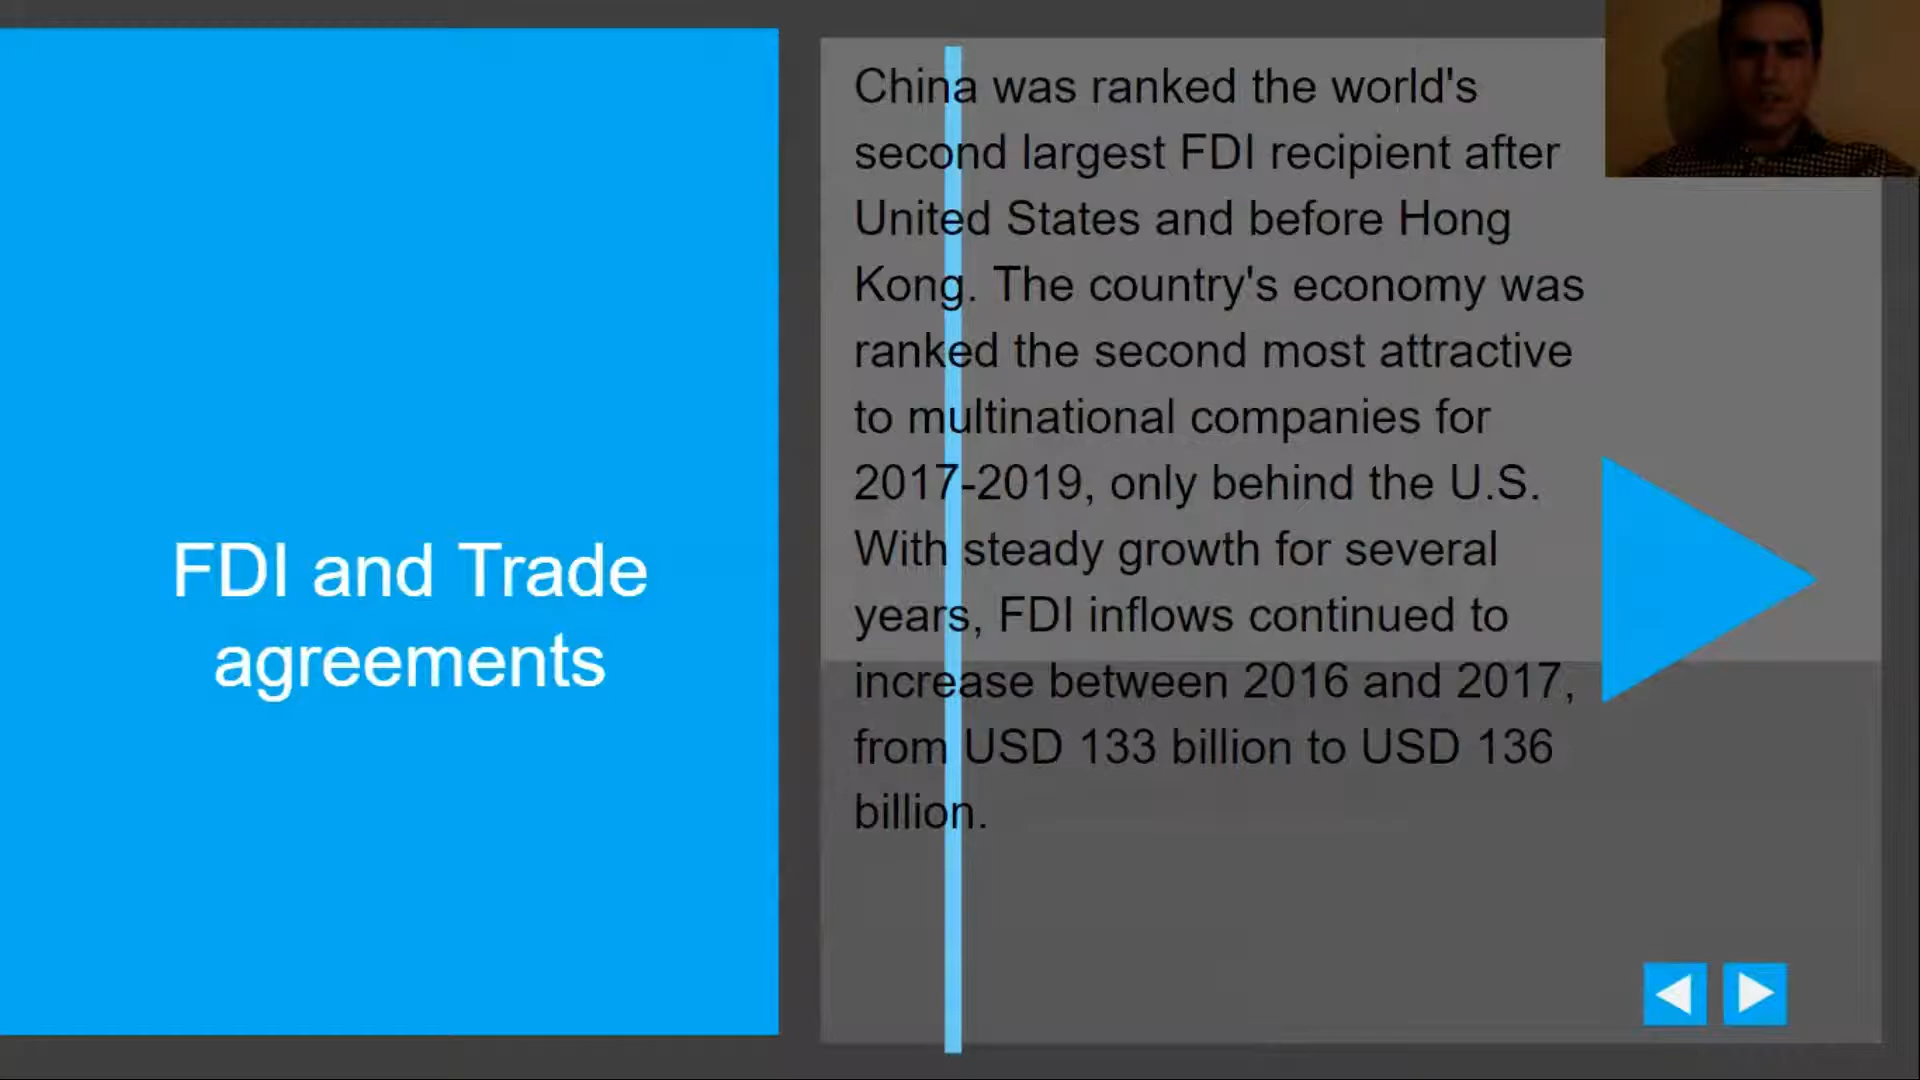 FDI and Trade
agreements
China was ranked the world's
second largest FDI recipient after
United States and before Hong
Kong. The country's economy was
ranked the second most attractive
to multinational companies for
2017-2019, only behind the U.S.
With steady growth for several
years, FDI inflows continued to
increase between 2016 and 2017,
from USD 133 billion to USD 136
billion.